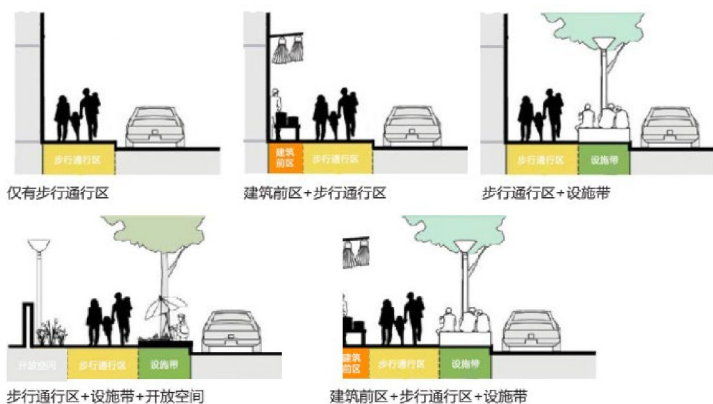 步行通行区
仅有步行通行区
建筑
前区
步行通行区
建筑前区+步行通行区
步行通行区
设施带
步行通行区+设施带
开放空间
步行通行区
设施带
步行通行区+设施带+开放空间
建筑
前区
步行通行区
设施带
建筑前区+步行通行区+设施带